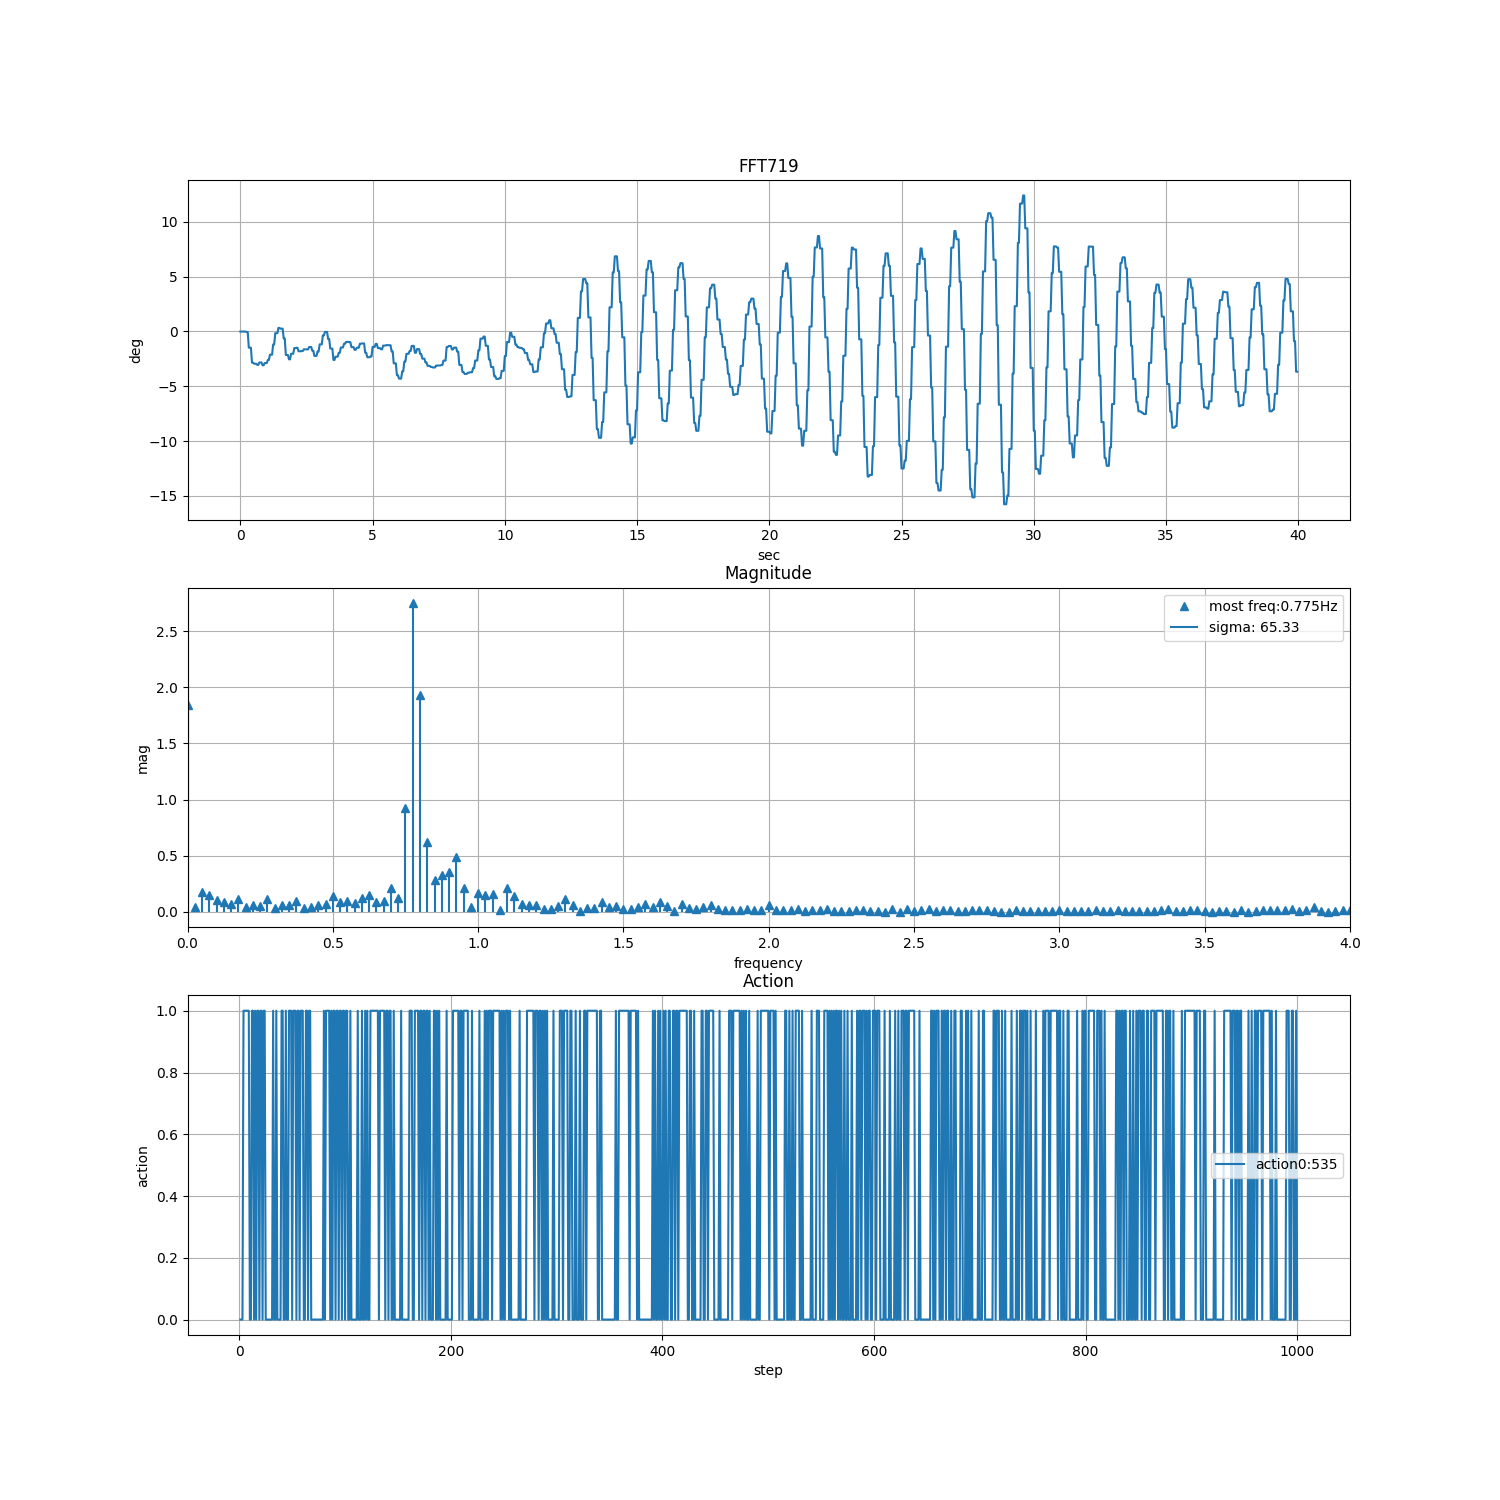 FFT719
10
5
0
−5
−10
−15
deg
0 5 10 15 20 25 30 35 40
sec
Magnitude
most freq:0.775Hz
sigma: 65.33
2.5
2.0
1.5
1.0
0.5
0.0
mag
0.0 0.5 1.0 1.5 2.0 2.5 3.0 3.5 4.0
frequency
Action
1.0
0.8
0.6
0.4
0.2
0.0
action
action0:535
0 200 400 600 800 1000
step